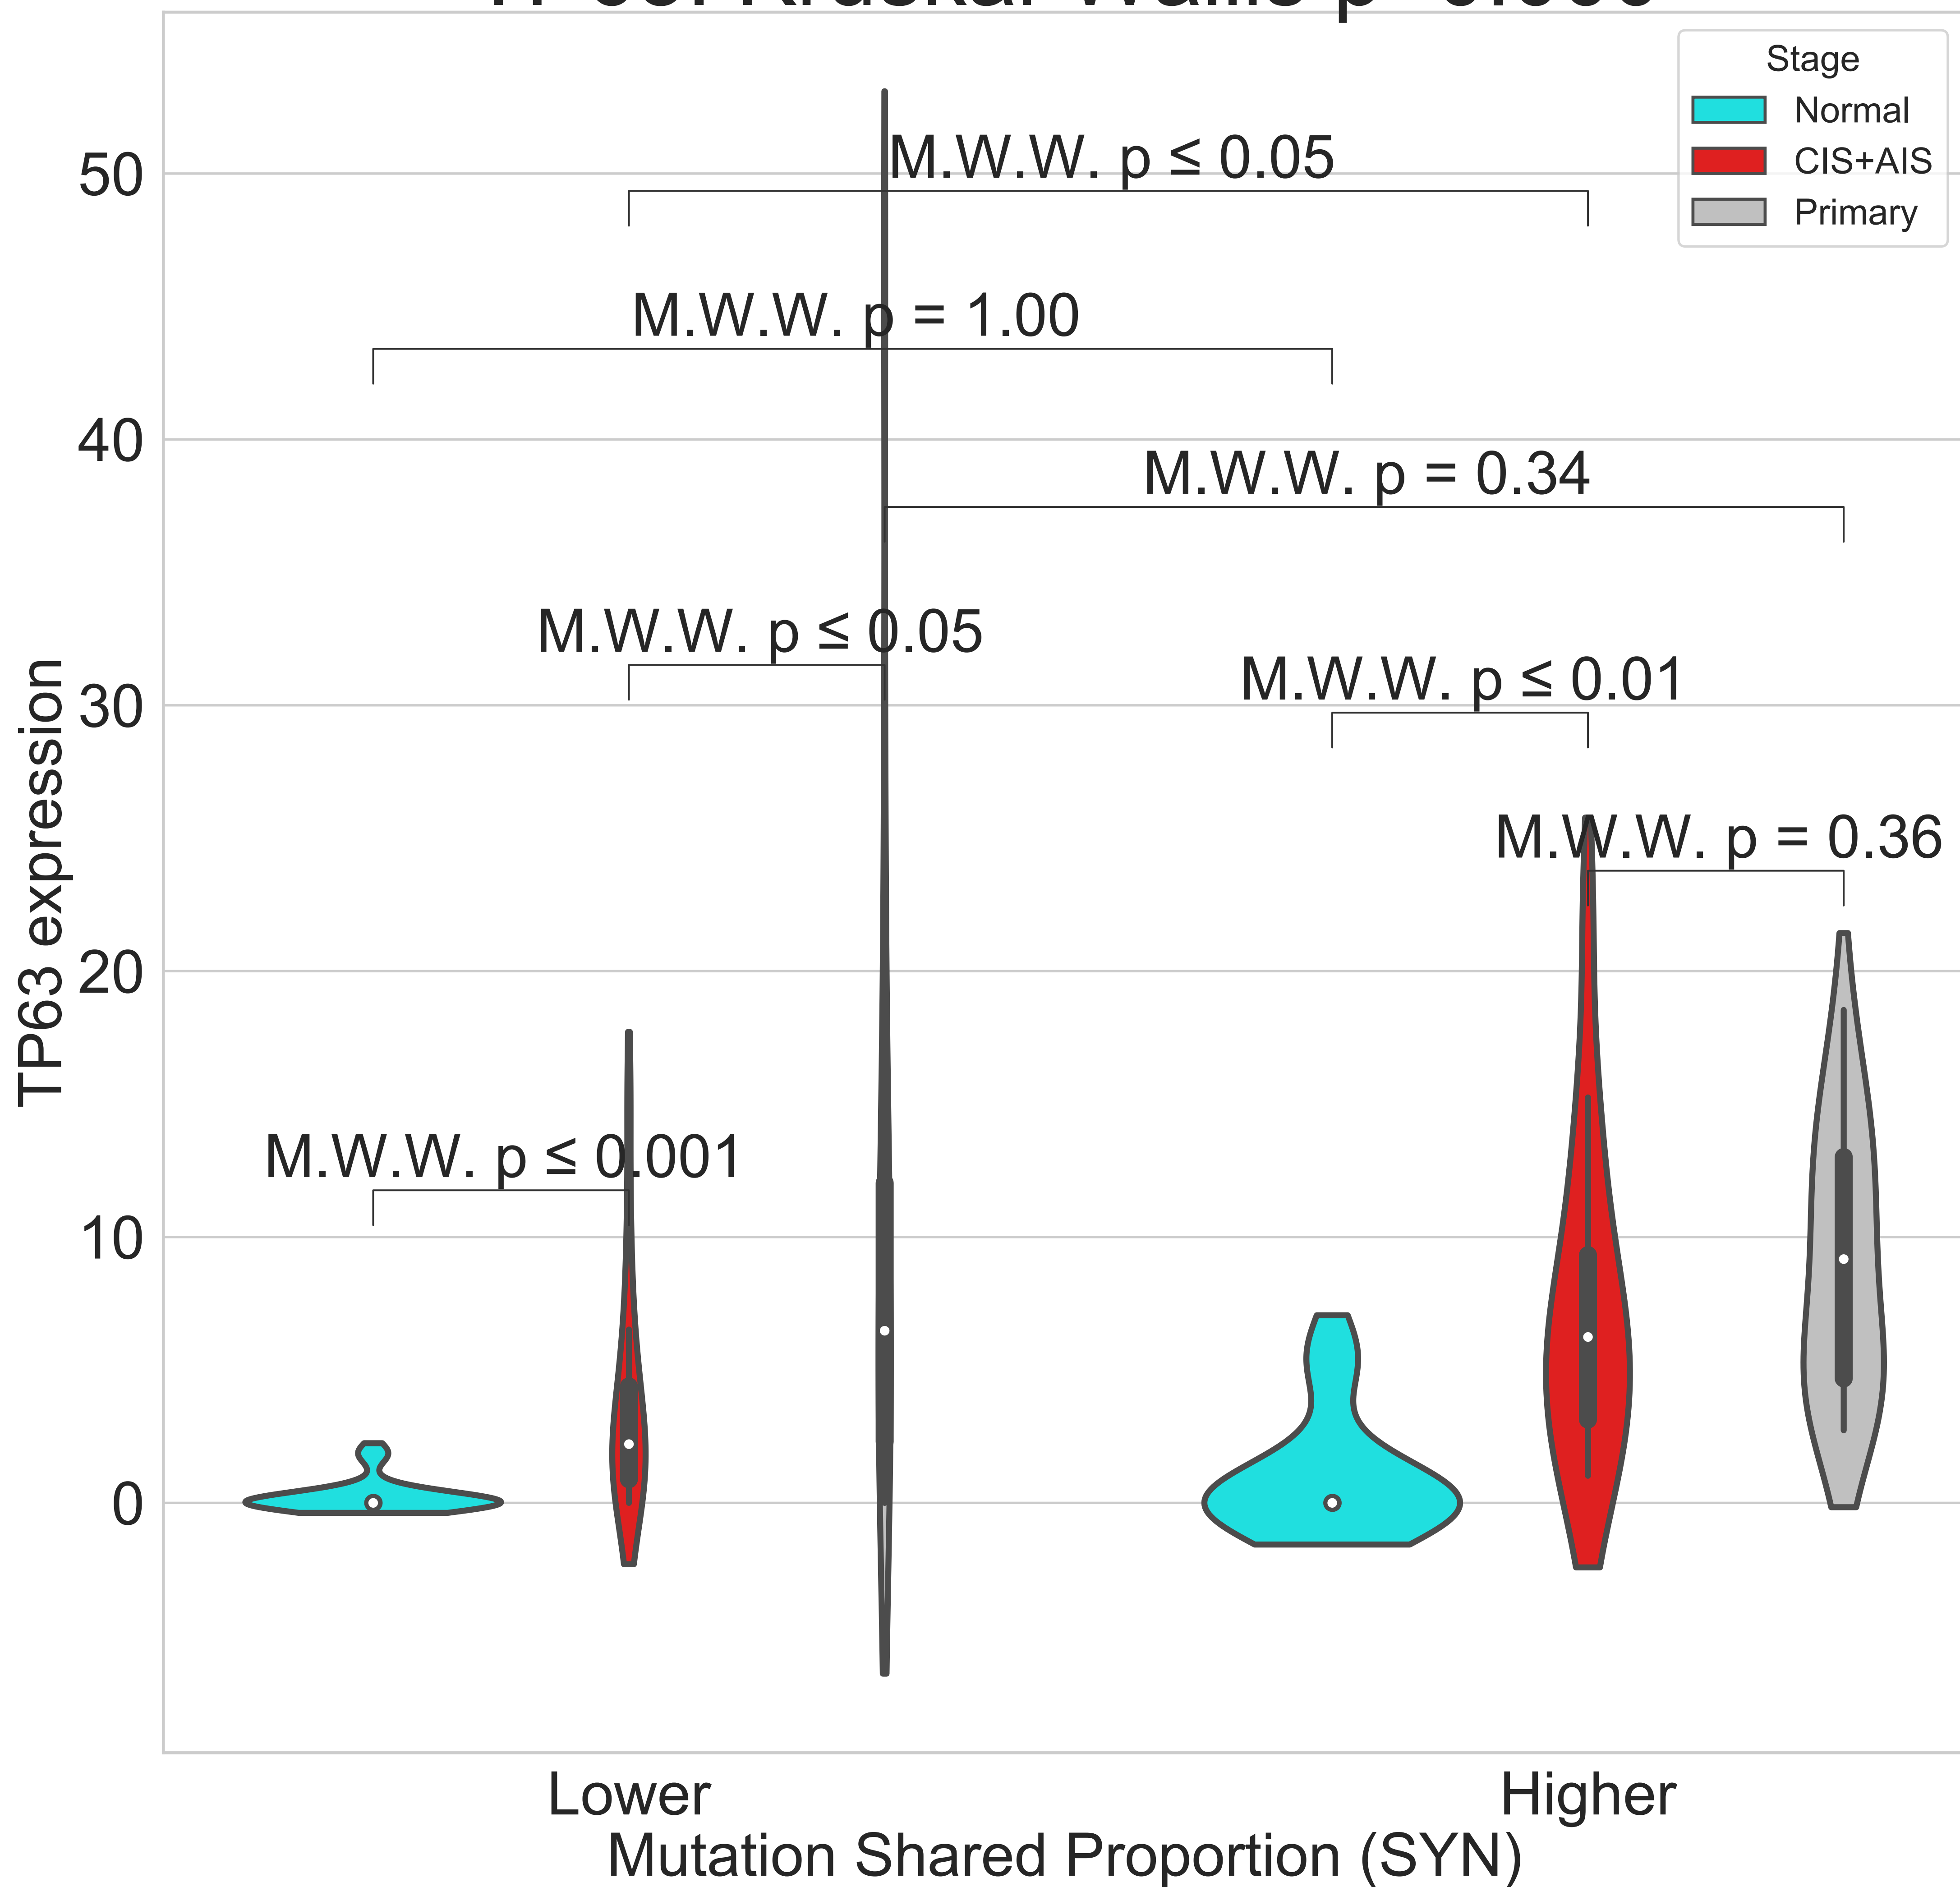 Stage
Normal
CIS+AIS
Primary
50
M.W.W. p ≤ 0.05
M.W.W. p = 1.00
40
M.W.W. p = 0.34
M.W.W. p ≤ 0.05
M.W.W. p ≤ 0.01
30
M.W.W. p = 0.36
TP63 expression
20
M.W.W. p ≤ 0.001
10
0
Lower
Higher
Mutation Shared Proportion (SYN)